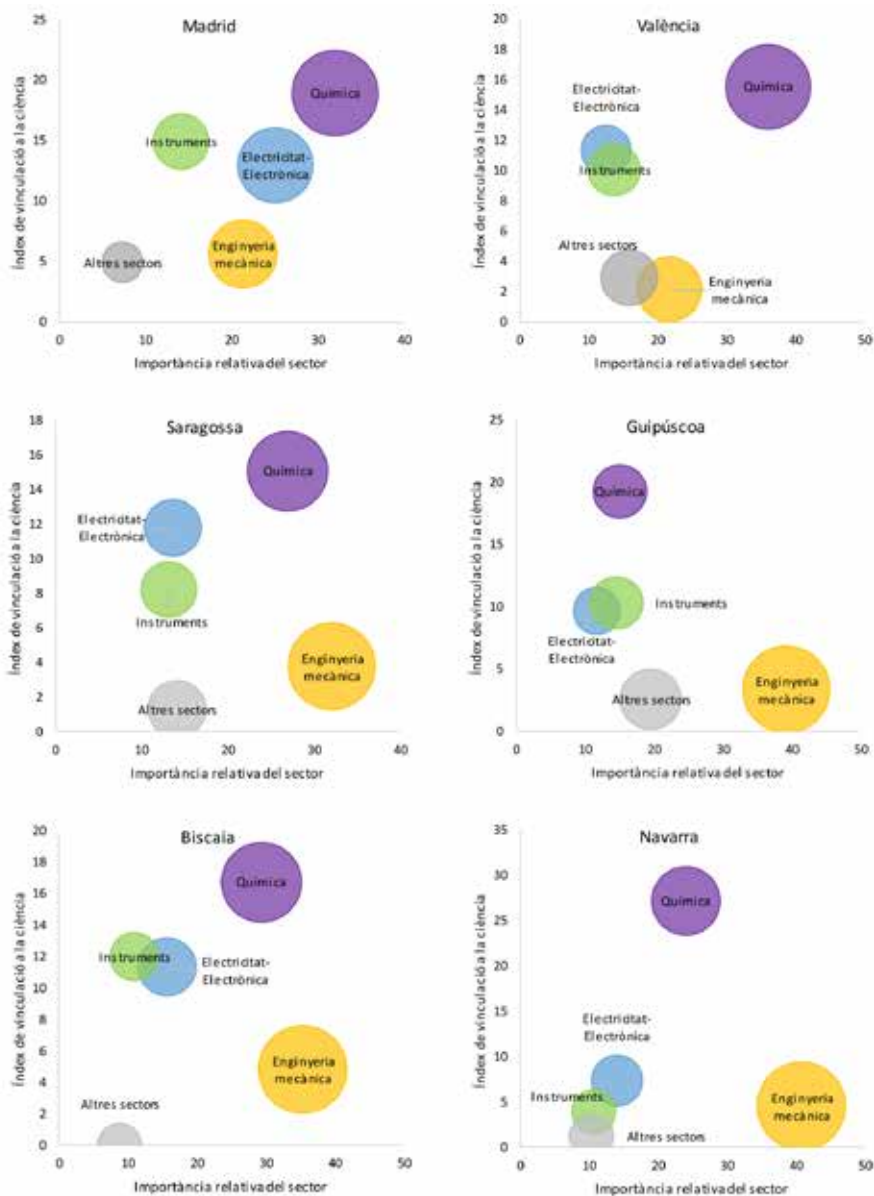 Madrid
Índex de vinculació a la ciència
25
20
15
10
5
0
Química
Instruments
Electricitat-
Electrònica
Enginyeria
mecànica
Altres sectors
0 10 20 30 40
Importància relativa del sector
València
Índex de vinculació a la ciència
20
18
16
14
12
10
8
6
4
2
0
Química
Electricitat-
Electrònica
Instruments
Altres sectors
Enginyeria
mecànica
0 10 20 30 40 50
Importància relativa del sector
Saragossa
Índex de vinculació a la ciència
18
16
14
12
10
8
6
4
2
0
Química
Electricitat-
Electrònica
Instruments
Enginyeria
mecànica
Altres sectors
0 10 20 30 40
Importància relativa del sector
Guipúscoa
Índex de vinculació a la ciència
25
20
15
10
5
0
Química
Instruments
Electricitat-
Electrònica
Enginyeria
mecànica
Altres sectors
0 10 20 30 40 50
Importància relativa del sector
Biscaia
Índex de vinculació a la ciència
20
18
16
14
12
10
8
6
4
2
0
Química
Instruments
Electricitat-
Electrònica
Enginyeria
mecànica
Altres sectors
0 10 20 30 40 50
Importància relativa del sector
Navarra
Índex de vinculació a la ciència
35
30
25
20
15
10
5
0
Química
Electricitat-
Electrònica
Instruments
Enginyeria
mecànica
Altres sectors
0 10 20 30 40 50
Importància relativa del sector